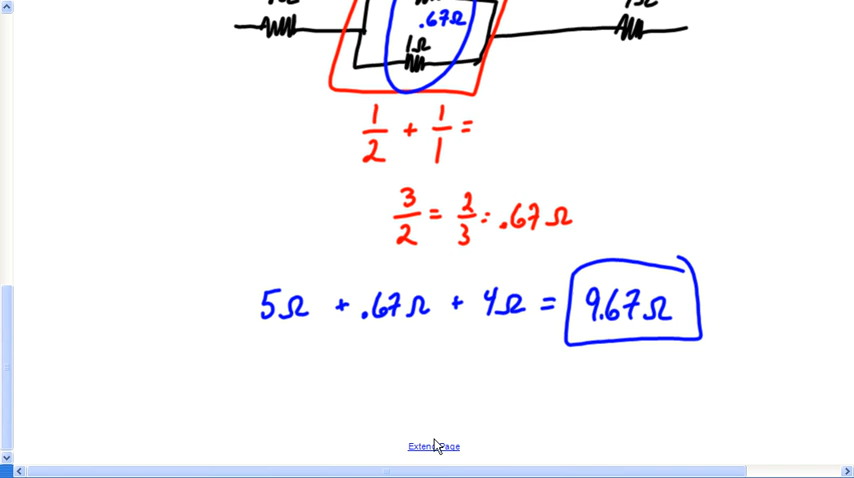 .67Ω
1Ω
1/2 + 1/1 =
3/2 = 2/3 = .67Ω
5Ω + .67Ω + 4Ω = 9.67Ω
Extend Page